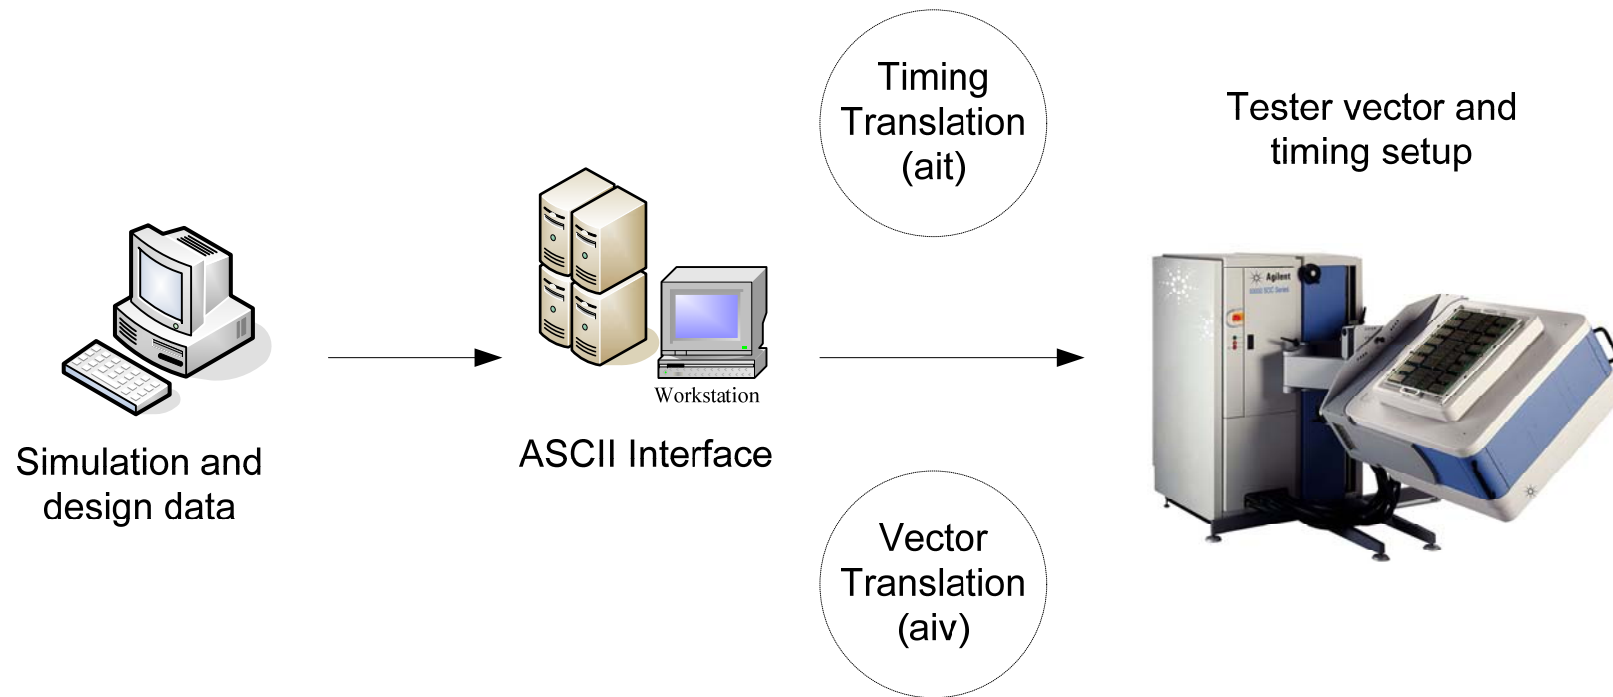 Timing
Translation
(ait)
Tester vector and
timing setup
Agilent
Workstation
ASCII Interface
Simulation and
design data
Vector
Translation
(aiv)